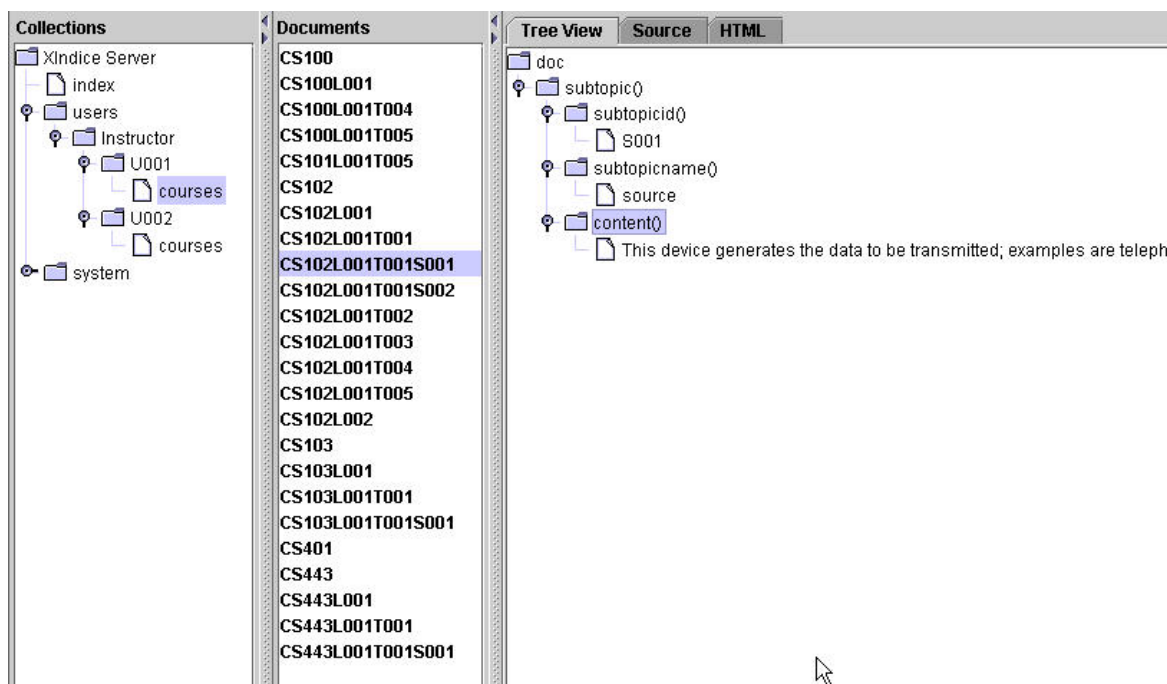 Collections
XIndice Server
index
users
Instructor
U001
courses
U002
courses
system
Documents
CS100
CS100L001
CS100L001T004
CS100L001T005
CS101L001T005
CS102
CS102L001
CS102L001T001
CS102L001T001S001
CS102L001T001S002
CS102L001T002
CS102L001T003
CS102L001T004
CS102L001T005
CS102L002
CS103
CS103L001
CS103L001T001
CS103L001T001S001
CS401
CS443
CS443L001
CS443L001T001
CS443L001T001S001
Tree View Source HTML
doc
subtopic()
subtopicid()
S001
subtopicname()
source
content()
This device generates the data to be transmitted; examples are teleph